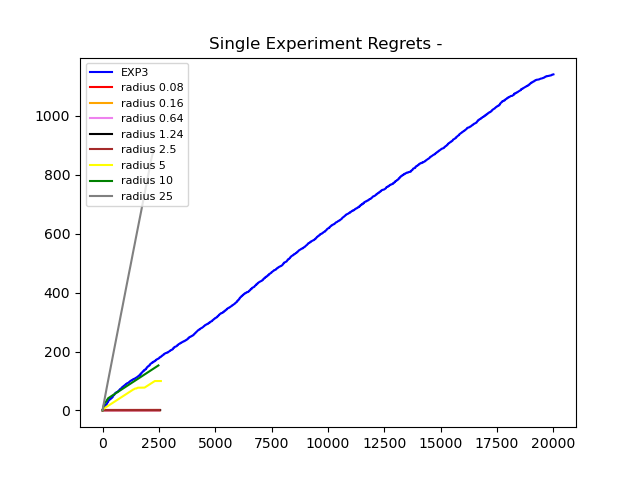 Single Experiment Regrets -
EXP3
radius 0.08
radius 0.16
radius 0.64
radius 1.24
radius 2.5
radius 5
radius 10
radius 25
1000
800
600
400
200
0
0 2500 5000 7500 10000 12500 15000 17500 20000